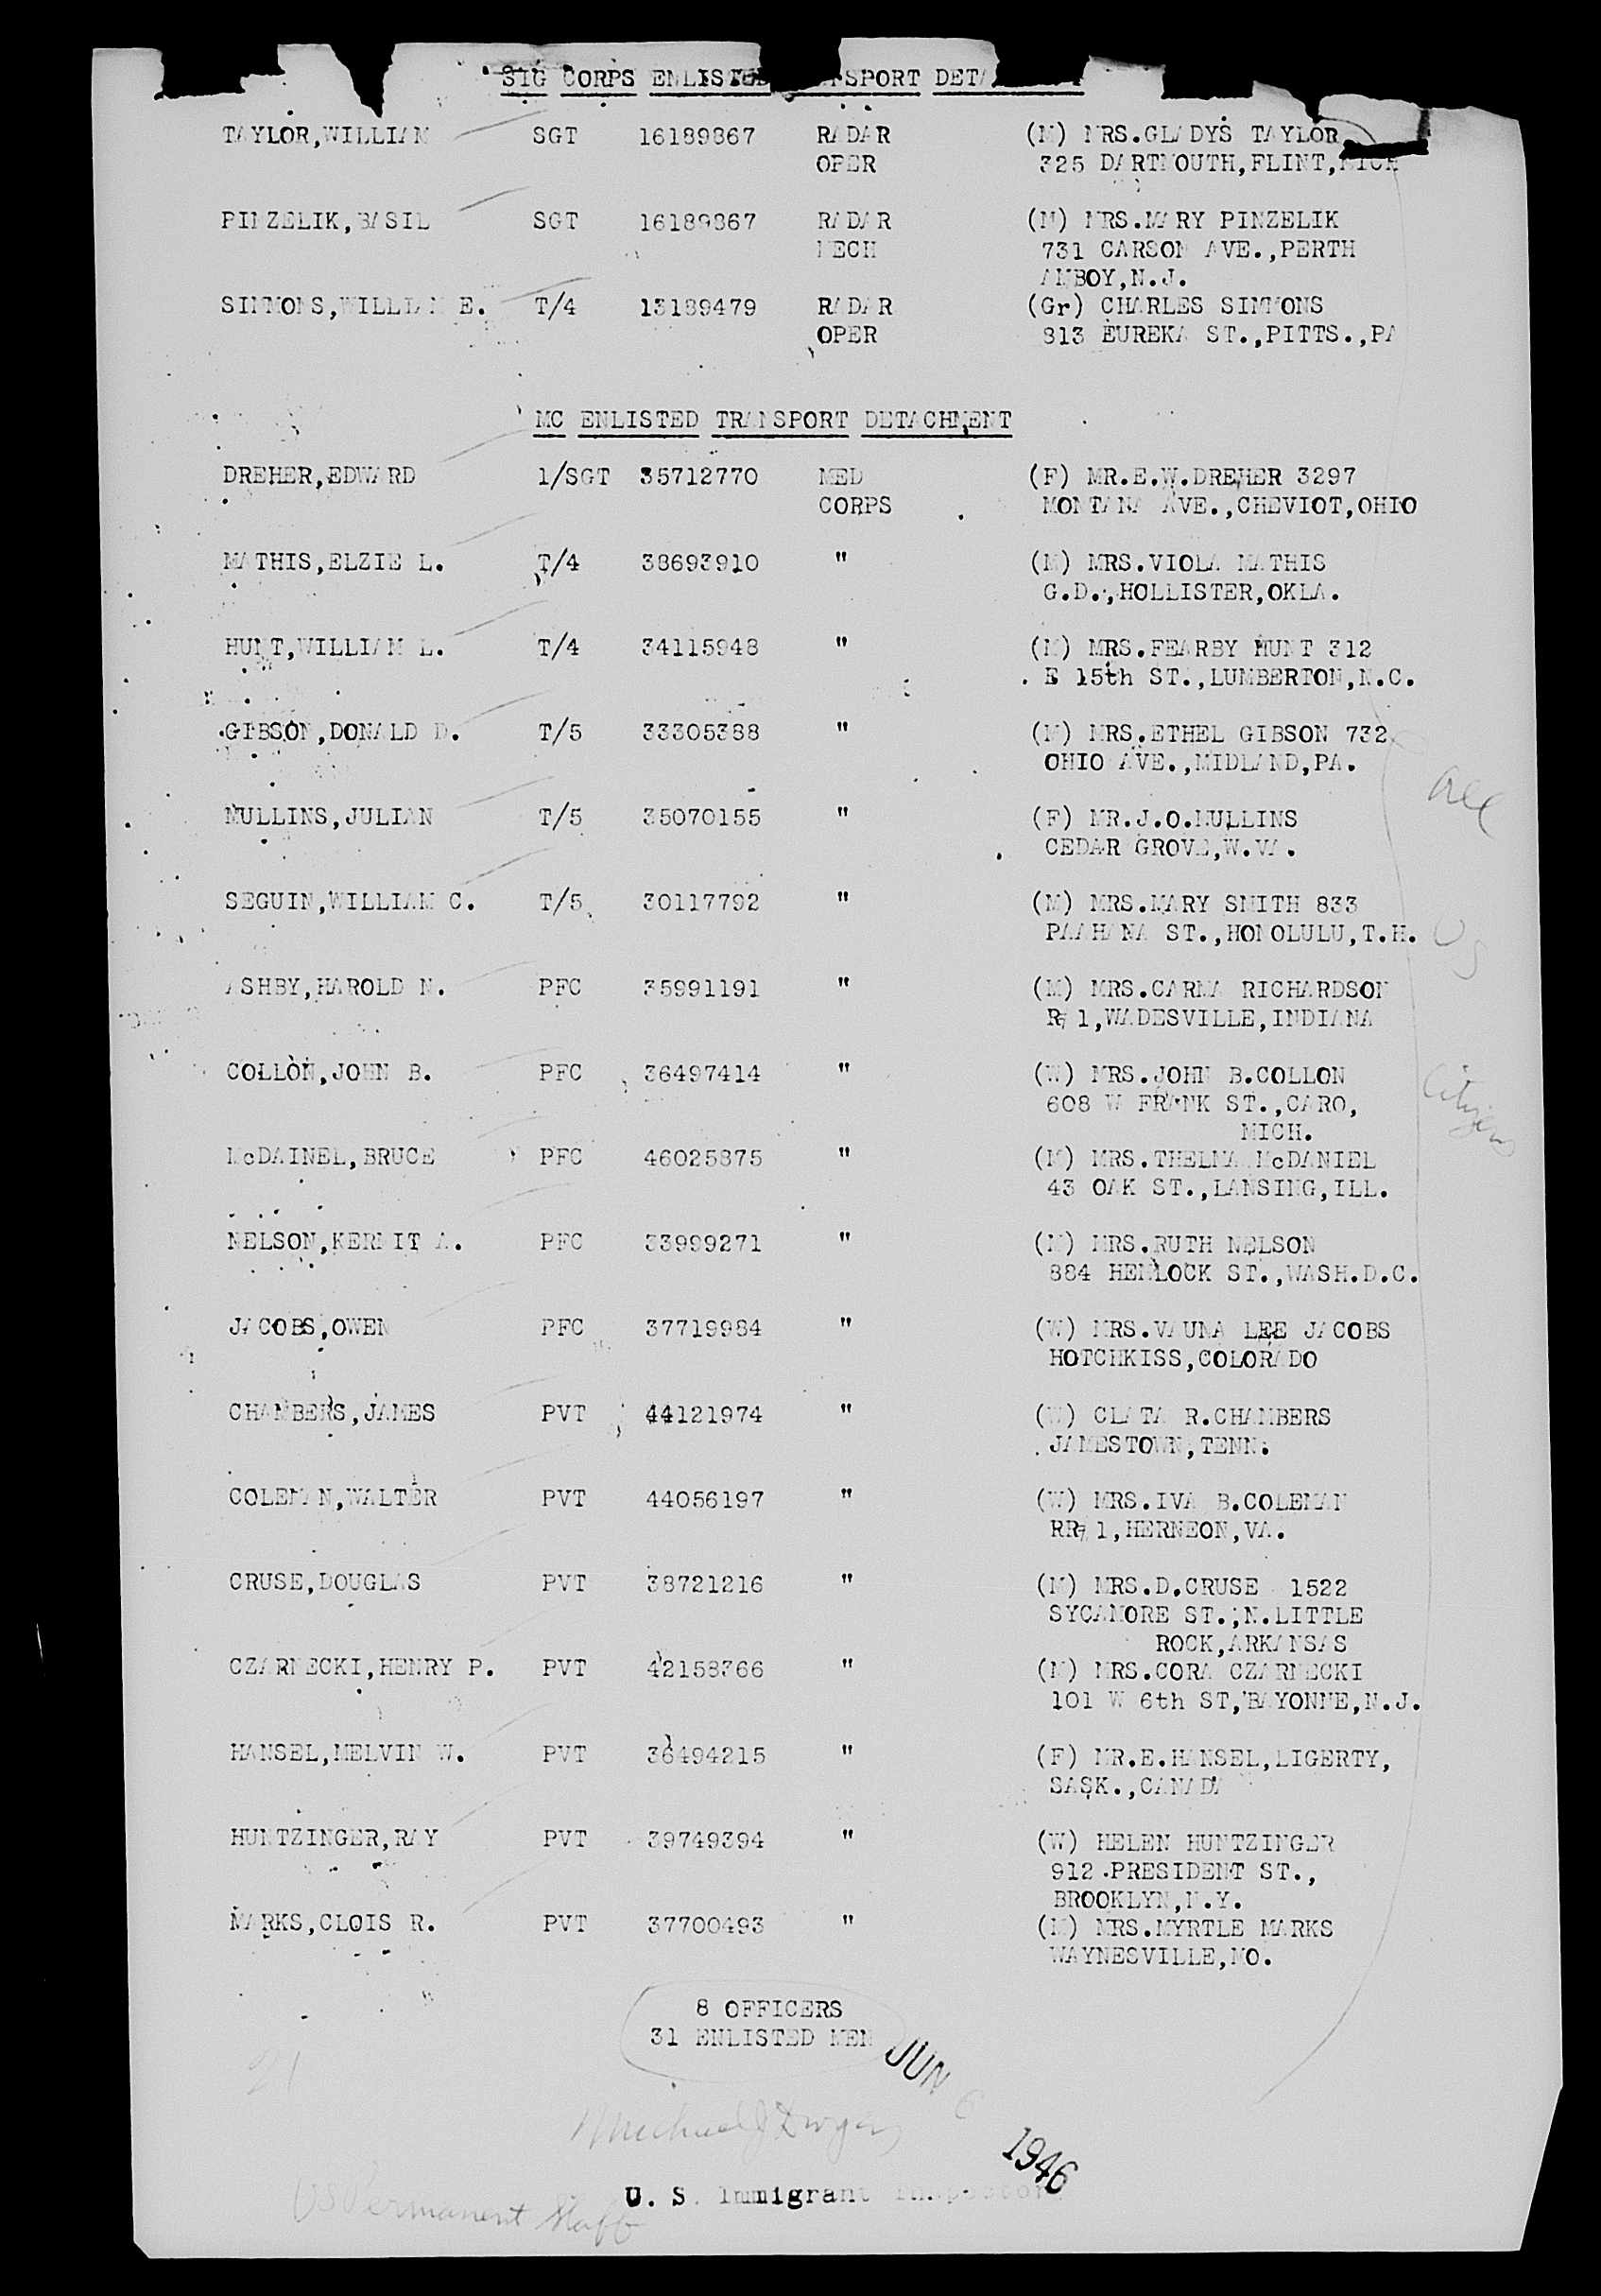 SIG CORPS ENLISTED TRANSPORT DETA
TAYLOR,WILLIAM SGT 16189867 RADAR (M) MRS.GLADYS TAYLOR
OPER 325 DARTMOUTH,FLINT,MICH
PINZELIK,BASIL SGT 16189867 RADAR (M) MRS.MARY PINZELIK
MECH 731 CARSON AVE.,PERTH
AMBOY,N.J.
SIMMONS,WILLIAM E. T/4 13189479 RADAR (Gr) CHARLES SIMMONS
OPER 813 EUREKA ST.,PITTS.,PA
MC ENLISTED TRANSPORT DETACHMENT
DREHER,EDWARD 1/SGT 35712770 MED (F) MR.E.W.DREHER 3297
CORPS MONTANA AVE.,CHEVIOT,OHIO
MATHIS,ELZIE L. T/4 38693910 " (M) MRS.VIOLA MATHIS
G.D.,HOLLISTER,OKLA.
HUNT,WILLIAM L. T/4 34115948 " (M) MRS.FEARBY HUNT 312
E 15th ST.,LUMBERTON,N.C.
GIBSON,DONALD D. T/5 33305388 " (M) MRS.ETHEL GIBSON 732
OHIO AVE.,MIDLAND,PA.
all
MULLINS,JULIAN T/5 35070155 " (F) MR.J.O.MULLINS
CEDAR GROVE,W.VA.
SEGUIN,WILLIAM C. T/5 30117792 " (M) MRS.MARY SMITH 833
PAAHANA ST.,HONOLULU,T.H.
US
ASHBY,HAROLD N. PFC 35991191 " (M) MRS.CARMA RICHARDSON
R# 1,WADESVILLE,INDIANA
COLLON,JOHN B. PFC 36497414 " (W) MRS.JOHN B.COLLON
608 W FRANK ST.,CARO,
MICH.
Citizens
McDAINEL,BRUCE PFC 46025875 " (M) MRS.THELMA McDANIEL
43 OAK ST.,LANSING,ILL.
NELSON,KERMIT A. PFC 33999271 " (M) MRS.RUTH NELSON
884 HEMLOCK ST.,WASH.D.C.
JACOBS,OWEN PFC 37719984 " (W) MRS.VAUNA LEE JACOBS
HOTCHKISS,COLORADO
CHAMBERS,JAMES PVT 44121974 " (W) CLATA R.CHAMBERS
JAMESTOWN,TENN.
COLEMAN,WALTER PVT 44056197 " (W) MRS.IVA B.COLEMAN
RR# 1,HERNEON,VA.
CRUSE,DOUGLAS PVT 38721216 " (M) MRS.D.CRUSE 1522
SYCAMORE ST.,N.LITTLE
ROCK,ARKANSAS
CZARNECKI,HENRY P. PVT 42158366 " (M) MRS.CORA CZARNECKI
101 W 6th ST,BAYONNE,N.J.
HANSEL,MELVIN W. PVT 36494215 " (F) MR.E.HANSEL,LIGERTY,
SASK.,CANADA
HUNTZINGER,RAY PVT 39749394 " (W) HELEN HUNTZINGER
912 PRESIDENT ST.,
BROOKLYN,N.Y.
MARKS,CLOIS R. PVT 37700493 " (M) MRS.MYRTLE MARKS
WAYNESVILLE,MO.
8 OFFICERS
31 ENLISTED MEN
JUN 6 1946
21
Michael J Dwyer
U. S. Immigrant Inspector
US Permanent Staff